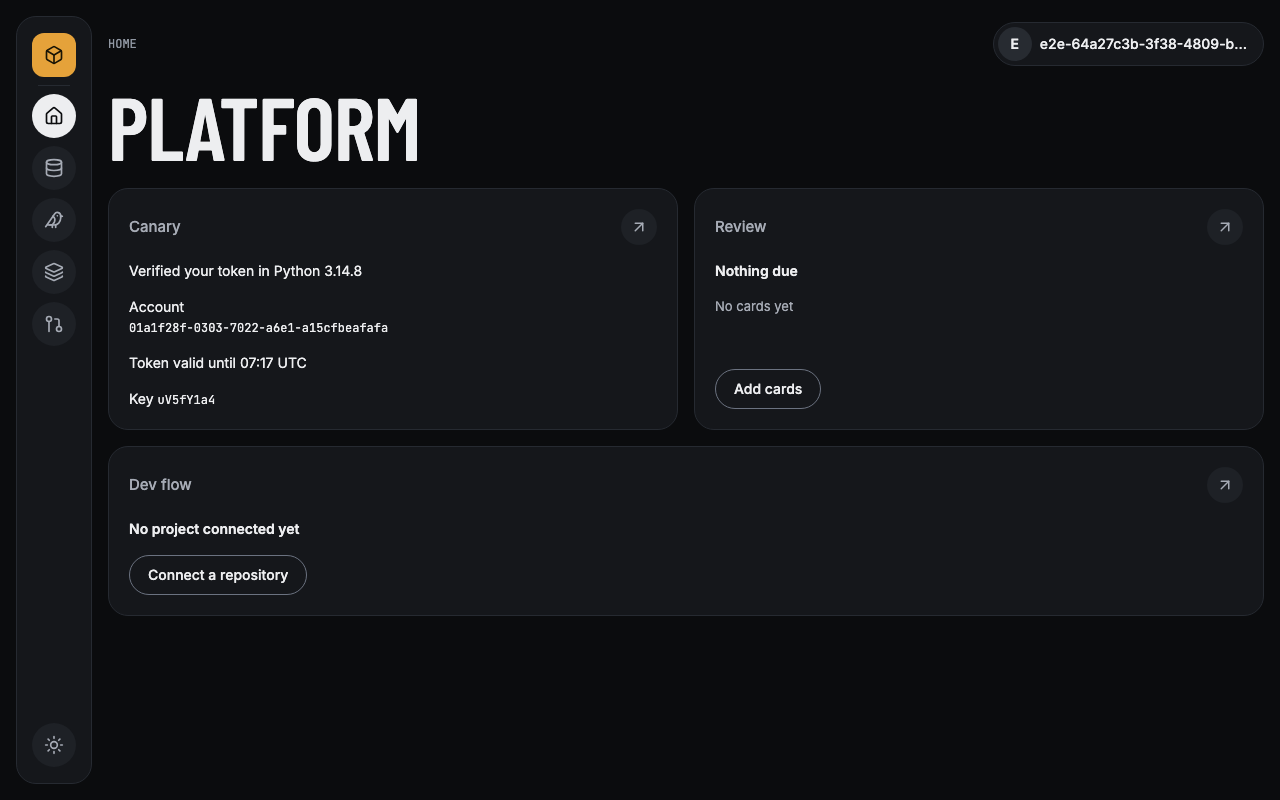 HOME
E
e2e-64a27c3b-3f38-4809-b...
PLATFORM
Canary
Verified your token in Python 3.14.8
Account
01a1f28f-0303-7022-a6e1-a15cfbeafafa
Token valid until 07:17 UTC
Key uV5fY1a4
Review
Nothing due
No cards yet
Add cards
Dev flow
No project connected yet
Connect a repository